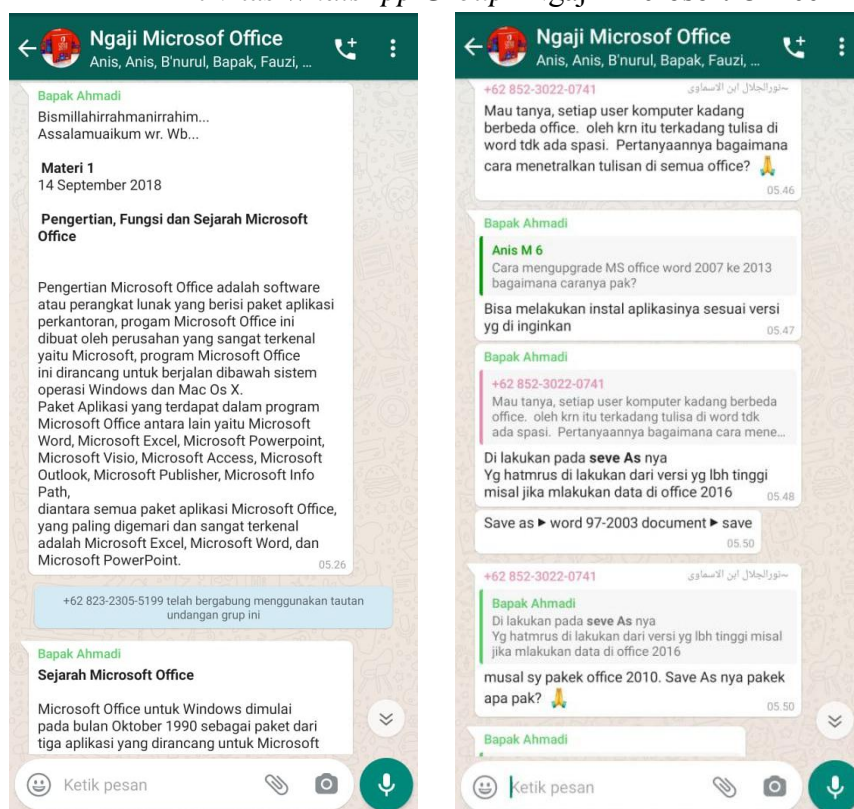 Ngaji Microsof Office
Anis, Anis, B'nurul, Bapak, Fauzi, ...
Bapak Ahmadi
Bismillahirrahmanirrahim...
Assalamuaikum wr. Wb...
Materi 1
14 September 2018
Pengertian, Fungsi dan Sejarah Microsoft
Office
Pengertian Microsoft Office adalah software
atau perangkat lunak yang berisi paket aplikasi
perkantoran, progam Microsoft Office ini
dibuat oleh perusahan yang sangat terkenal
yaitu Microsoft, program Microsoft Office
ini dirancang untuk berjalan dibawah sistem
operasi Windows dan Mac Os X.
Paket Aplikasi yang terdapat dalam program
Microsoft Office antara lain yaitu Microsoft
Word, Microsoft Excel, Microsoft Powerpoint,
Microsoft Visio, Microsoft Access, Microsoft
Outlook, Microsoft Publisher, Microsoft Info
Path,
diantara semua paket aplikasi Microsoft Office,
yang paling digemari dan sangat terkenal
adalah Microsoft Excel, Microsoft Word, dan
Microsoft PowerPoint.
05.26
+62 823-2305-5199 telah bergabung menggunakan tautan
undangan grup ini
Bapak Ahmadi
Sejarah Microsoft Office
Microsoft Office untuk Windows dimulai
pada bulan Oktober 1990 sebagai paket dari
tiga aplikasi yang dirancang untuk Microsoft
Ketik pesan
Ngaji Microsof Office
Anis, Anis, B'nurul, Bapak, Fauzi, ...
+62 852-3022-0741 ~نورالجلال ابن الاسماوى
Mau tanya, setiap user komputer kadang
berbeda office. oleh krn itu terkadang tulisa di
word tdk ada spasi. Pertanyaannya bagaimana
cara menetralkan tulisan di semua office? 🙏
05.46
Bapak Ahmadi
Anis M 6
Cara mengupgrade MS office word 2007 ke 2013
bagaimana caranya pak?
Bisa melakukan instal aplikasinya sesuai versi
yg di inginkan
05.47
Bapak Ahmadi
+62 852-3022-0741
Mau tanya, setiap user komputer kadang berbeda
office. oleh krn itu terkadang tulisa di word tdk
ada spasi. Pertanyaannya bagaimana cara mene...
Di lakukan pada seve As nya
Yg hatmrus di lakukan dari versi yg lbh tinggi
misal jika mlakukan data di office 2016
05.48
Save as ▶ word 97-2003 document ▶ save
05.50
+62 852-3022-0741 ~نورالجلال ابن الاسماوى
Bapak Ahmadi
Di lakukan pada seve As nya
Yg hatmrus di lakukan dari versi yg lbh tinggi misal
jika mlakukan data di office 2016
musal sy pakek office 2010. Save As nya pakek
apa pak? 🙏
05.50
Bapak Ahmadi
Ketik pesan